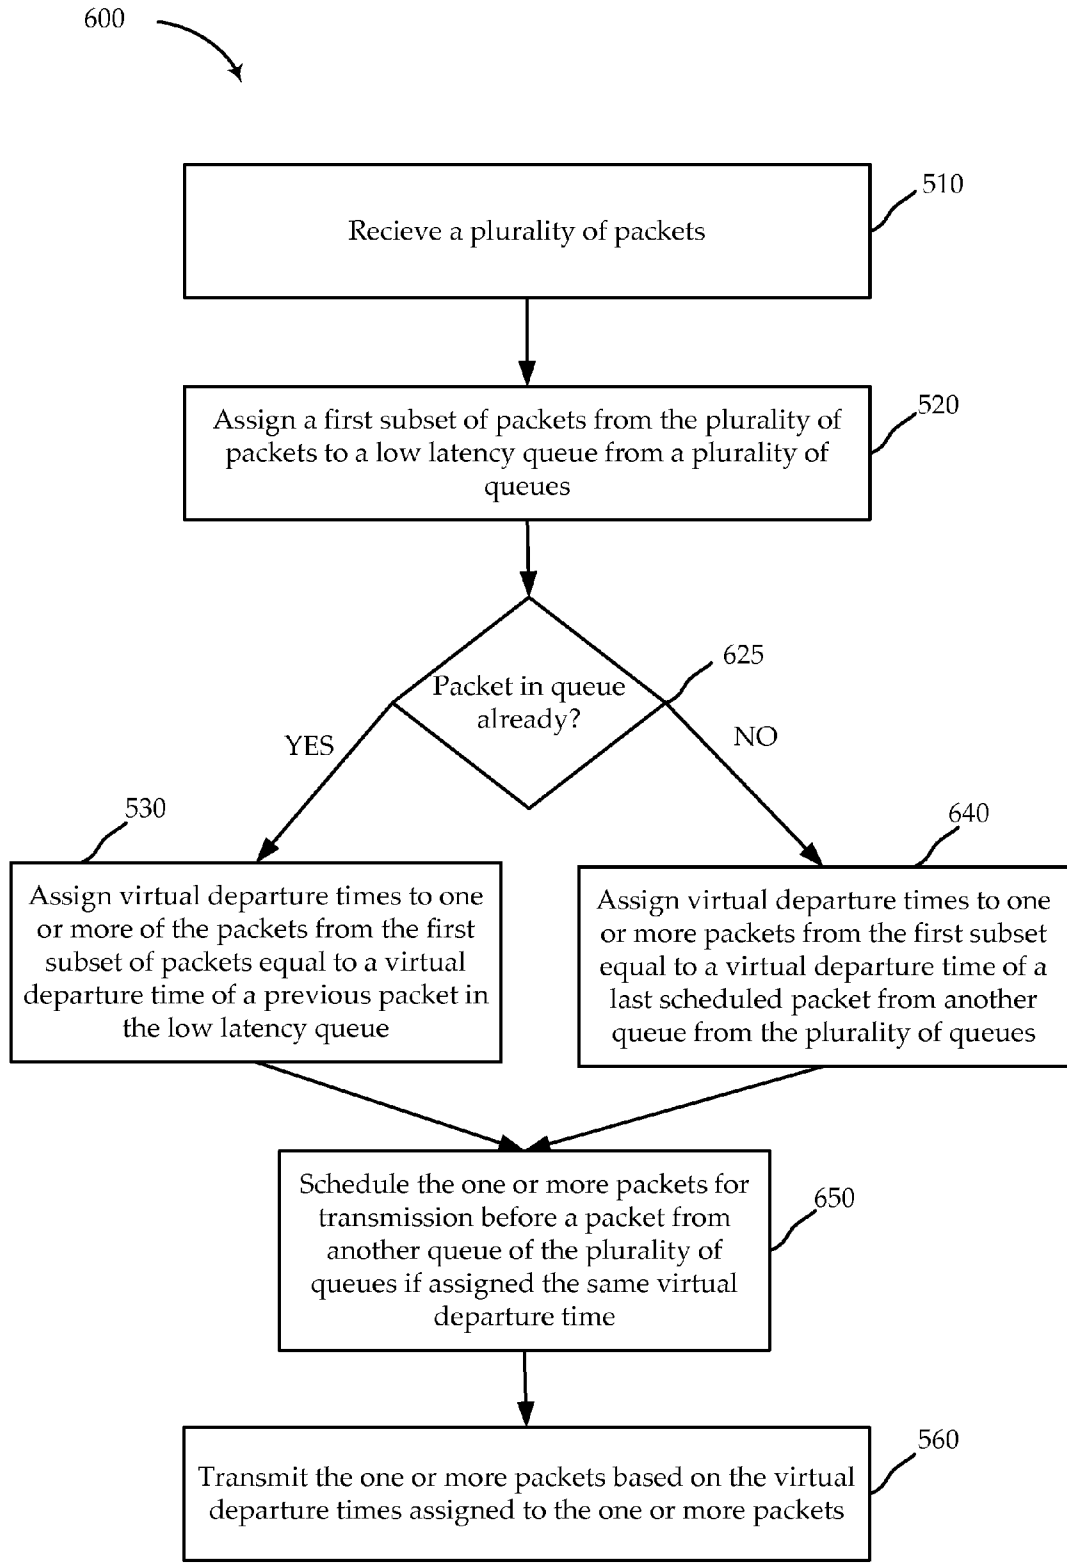 600
510
Recieve a plurality of packets
520
Assign a first subset of packets from the plurality of
packets to a low latency queue from a plurality of
queues
625
Packet in queue
already?
YES
NO
530
640
Assign virtual departure times to one
or more of the packets from the first
subset of packets equal to a virtual
departure time of a previous packet in
the low latency queue
Assign virtual departure times to one
or more packets from the first subset
equal to a virtual departure time of a
last scheduled packet from another
queue from the plurality of queues
650
Schedule the one or more packets for
transmission before a packet from
another queue of the plurality of
queues if assigned the same virtual
departure time
560
Transmit the one or more packets based on the virtual
departure times assigned to the one or more packets